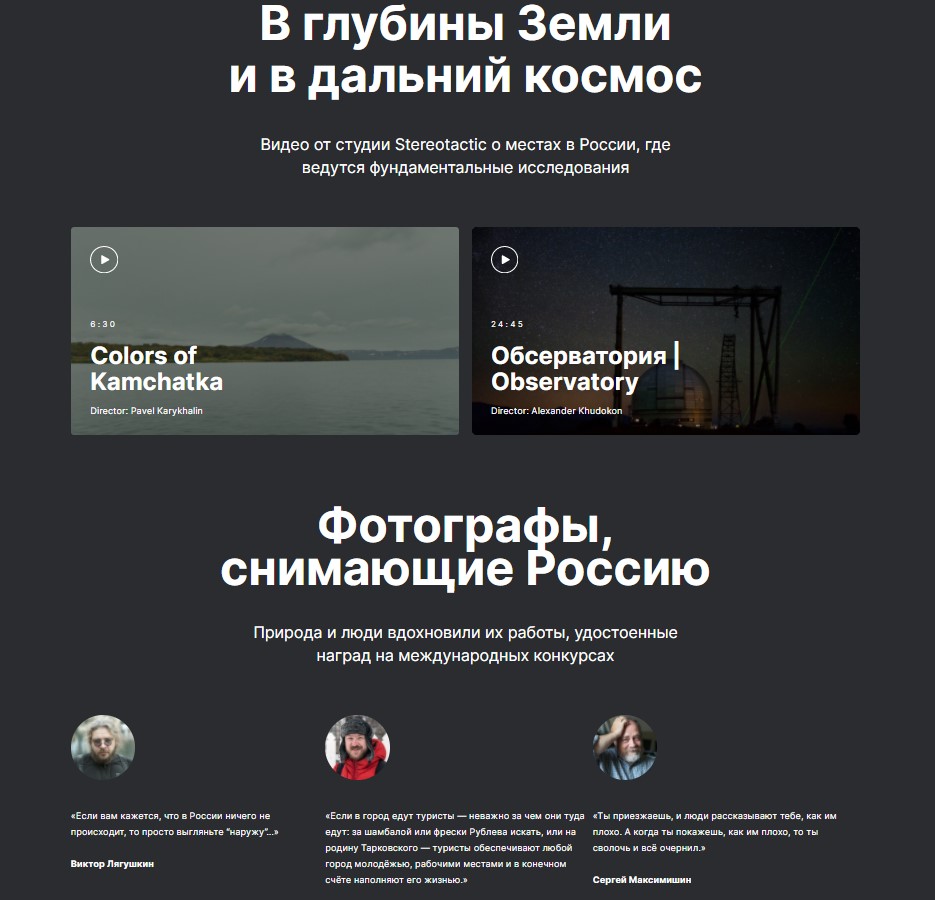 В глубины Земли
и в дальний космос
Видео от студии Stereotactic о местах в России, где
ведутся фундаментальные исследования
6:30
Colors of
Kamchatka
Director: Pavel Karykhalin
24:45
Обсерватория |
Observatory
Director: Alexander Khudokon
Фотографы,
снимающие Россию
Природа и люди вдохновили их работы, удостоенные
наград на международных конкурсах
«Если вам кажется, что в России ничего не
происходит, то просто выгляньте “наружу”...»
Виктор Лягушкин
«Если в город едут туристы — неважно за чем они туда
едут: за шамбалой или фрески Рублева искать, или на
родину Тарковского — туристы обеспечивают любой
город молодёжью, рабочими местами и в конечном
счёте наполняют его жизнью.»
«Ты приезжаешь, и люди рассказывают тебе, как им
плохо. А когда ты покажешь, как им плохо, то ты
сволочь и всё очернил.»
Сергей Максимишин